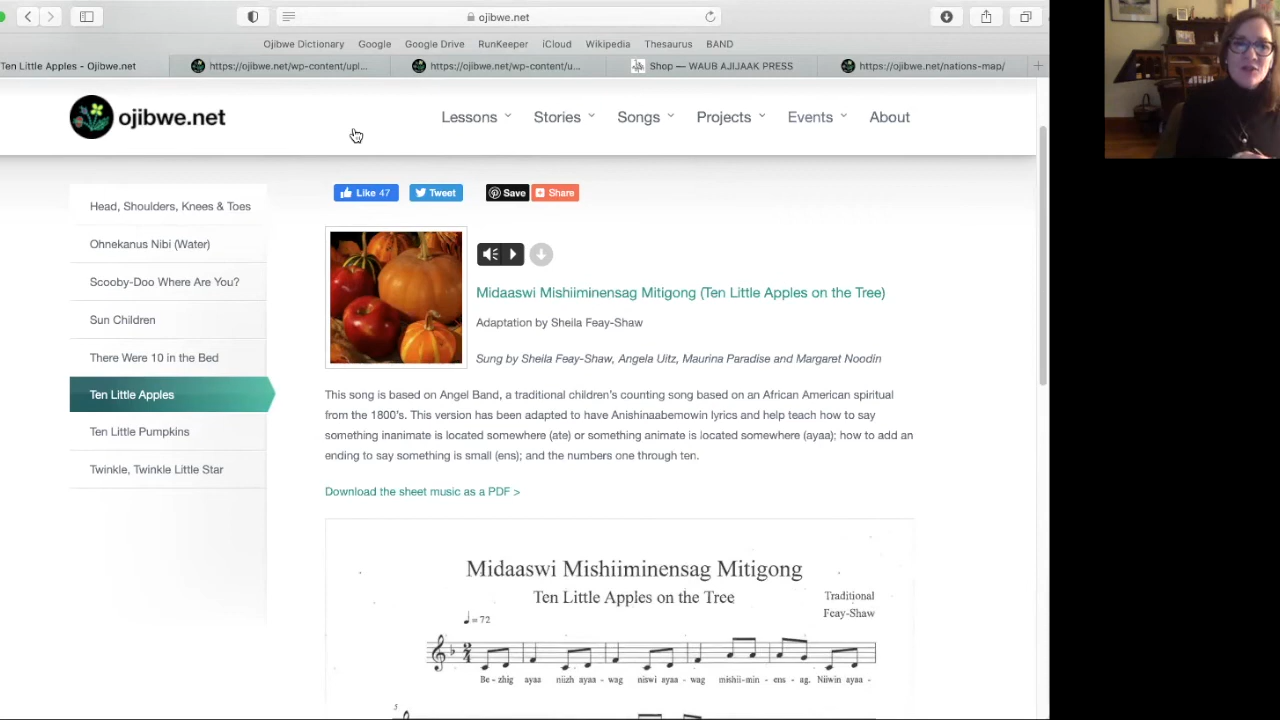 ojibwe.net
Ojibwe Dictionary Google Google Drive RunKeeper iCloud Wikipedia Thesaurus BAND
Ten Little Apples - Ojibwe.net https://ojibwe.net/wp-content/upl... https://ojibwe.net/wp-content/u... Shop — WAUB AJIJAAK PRESS https://ojibwe.net/nations-map/
ojibwe.net Lessons Stories Songs Projects Events About
Like 47 Tweet Save Share
Head, Shoulders, Knees & Toes
Ohnekanus Nibi (Water)
Scooby-Doo Where Are You?
Sun Children
There Were 10 in the Bed
Ten Little Apples
Ten Little Pumpkins
Twinkle, Twinkle Little Star
Midaaswi Mishiiminensag Mitigong (Ten Little Apples on the Tree)
Adaptation by Sheila Feay-Shaw
Sung by Sheila Feay-Shaw, Angela Uitz, Maurina Paradise and Margaret Noodin
This song is based on Angel Band, a traditional children's counting song based on an African American spiritual
from the 1800's. This version has been adapted to have Anishinaabemowin lyrics and help teach how to say
something inanimate is located somewhere (ate) or something animate is located somewhere (ayaa); how to add an
ending to say something is small (ens); and the numbers one through ten.
Download the sheet music as a PDF >
Midaaswi Mishiiminensag Mitigong
Ten Little Apples on the Tree
Traditional
Feay-Shaw
= 72
2
4
Be - zhig ayaa niizh ayaa - wag niswi ayaa - wag mishii-min - ens - ag. Niiwin ayaa -
5